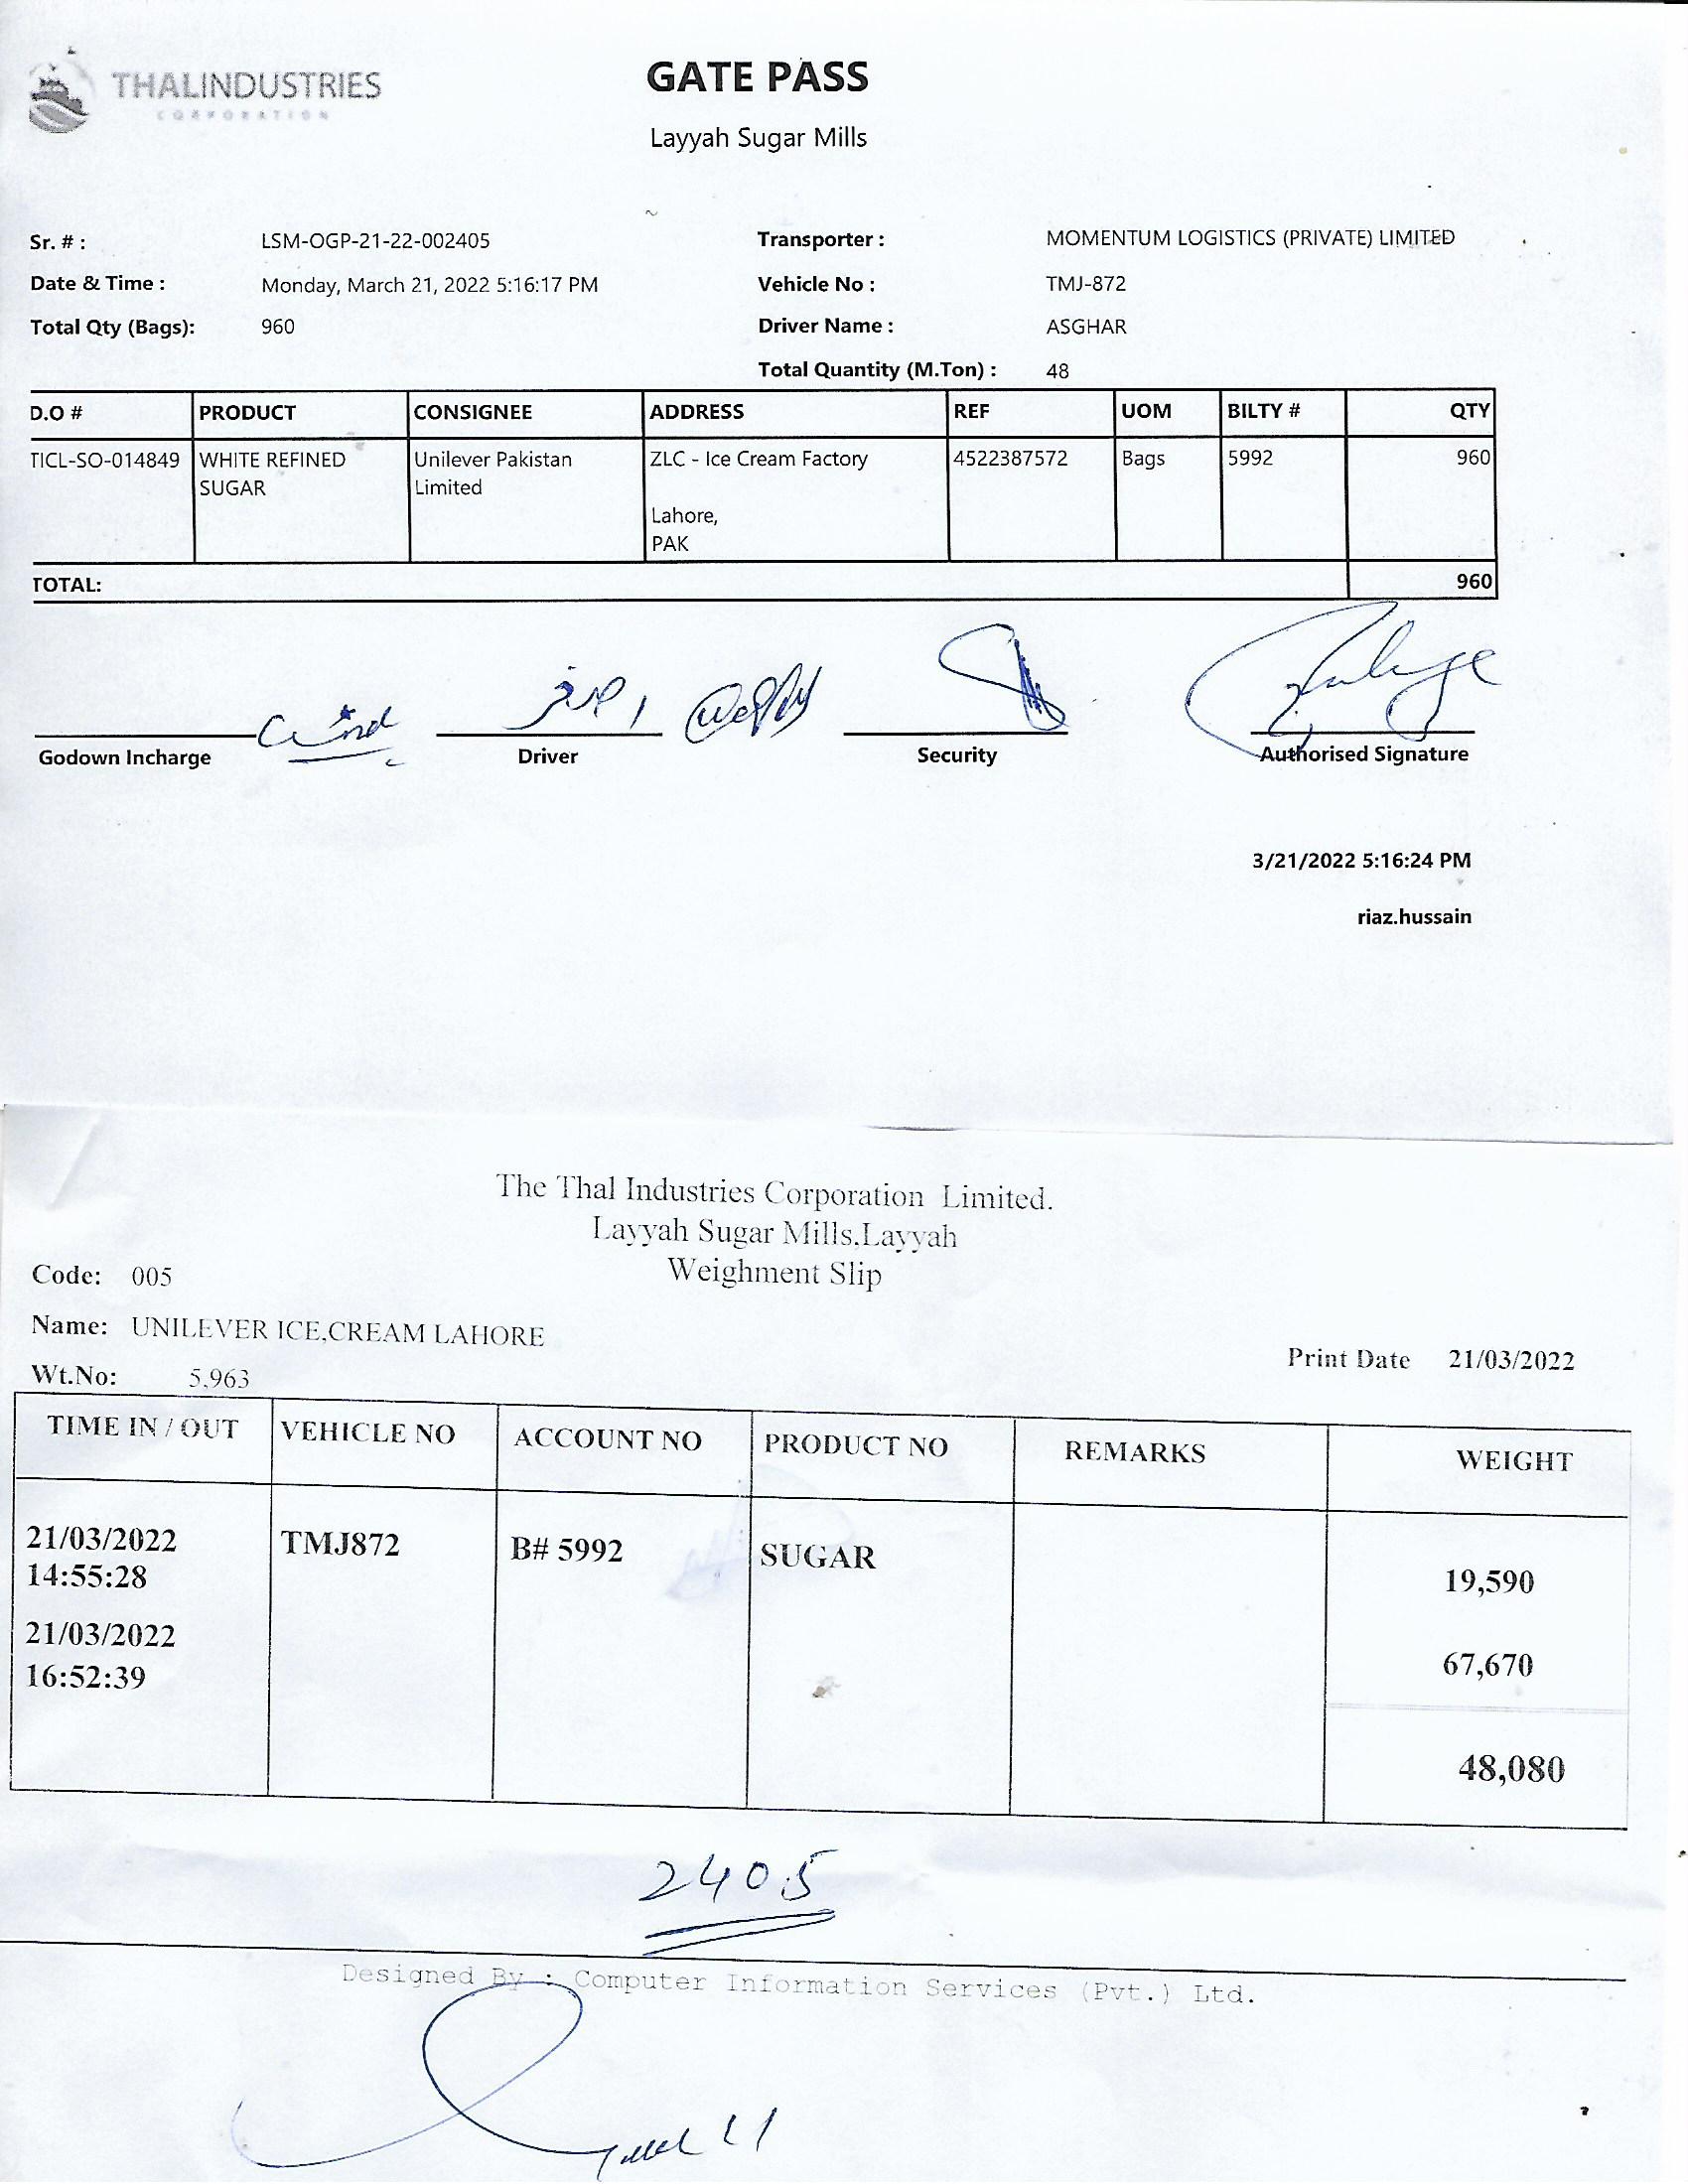 THALINDUSTRIES
CORPORATION
GATE PASS
Layyah Sugar Mills
Sr. # : LSM-OGP-21-22-002405 Transporter : MOMENTUM LOGISTICS (PRIVATE) LIMITED
Date & Time : Monday, March 21, 2022 5:16:17 PM Vehicle No : TMJ-872
Total Qty (Bags): 960 Driver Name : ASGHAR
Total Quantity (M.Ton) : 48
D.O # PRODUCT CONSIGNEE ADDRESS REF UOM BILTY # QTY
TICL-SO-014849 WHITE REFINED Unilever Pakistan ZLC - Ice Cream Factory 4522387572 Bags 5992 960
SUGAR Limited
Lahore,
PAK
TOTAL: 960
Godown Incharge Driver Security Authorised Signature
3/21/2022 5:16:24 PM
riaz.hussain
The Thal Industries Corporation Limited.
Layyah Sugar Mills,Layyah
Weighment Slip
Code: 005
Name: UNILEVER ICE,CREAM LAHORE
Print Date 21/03/2022
Wt.No: 5,963
TIME IN / OUT VEHICLE NO ACCOUNT NO PRODUCT NO REMARKS WEIGHT
21/03/2022 TMJ872 B# 5992 SUGAR
14:55:28 19,590
21/03/2022
16:52:39 67,670
48,080
2405
Designed By : Computer Information Services (Pvt.) Ltd.